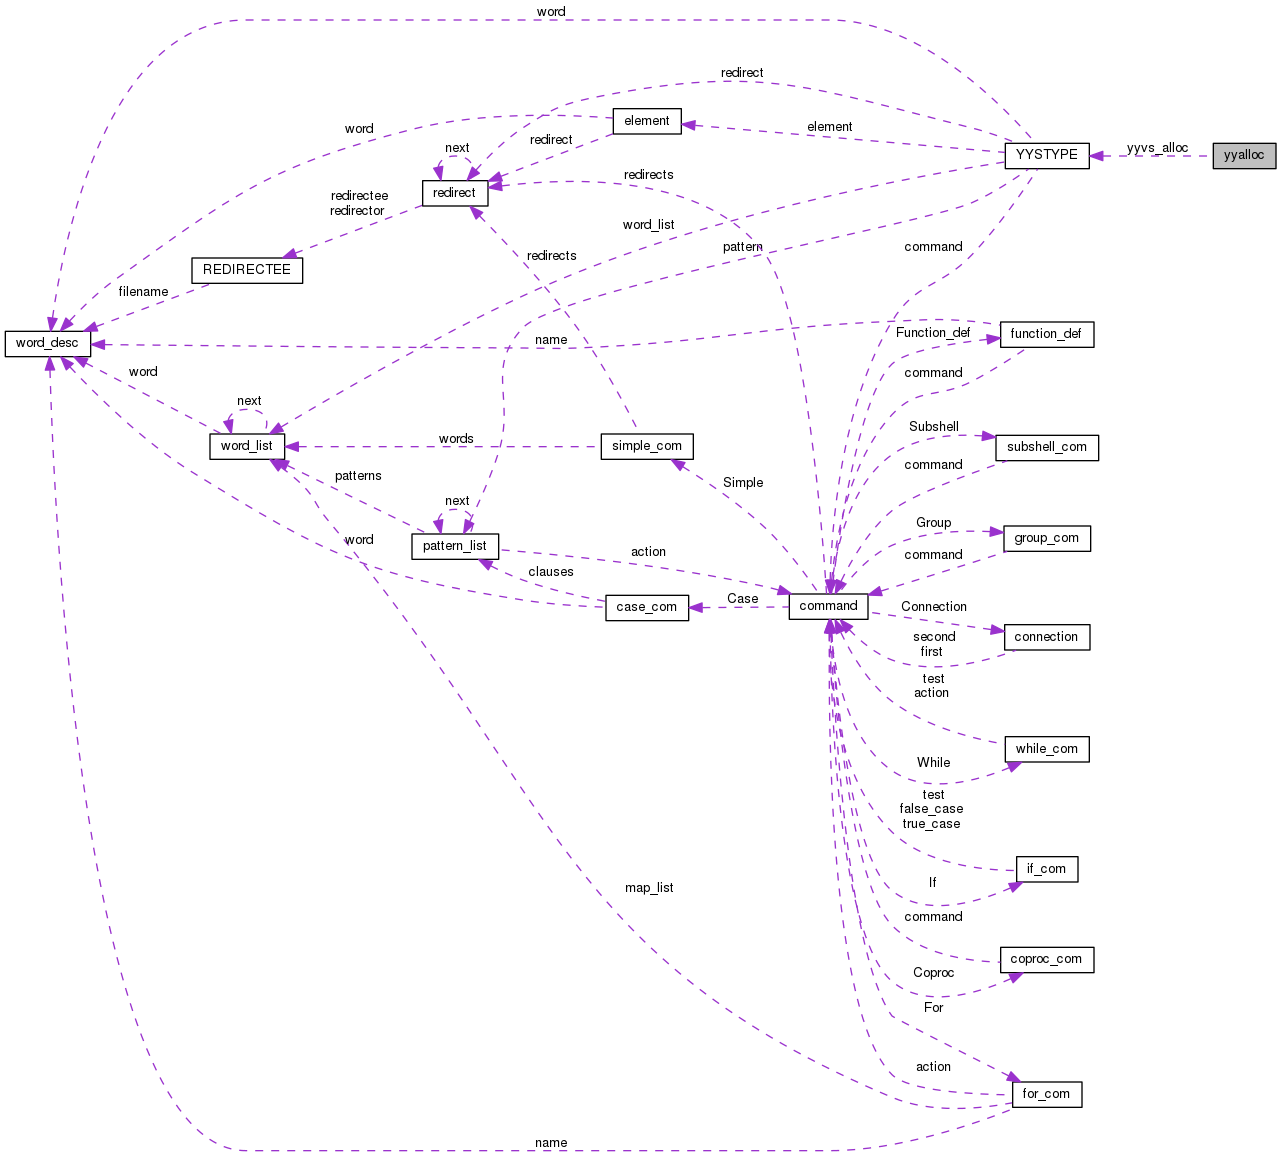 word
redirect
element
element
word
redirect
YYSTYPE
yyvs_alloc
yyalloc
next
redirects
redirect
redirectee
redirector
word_list
pattern
command
redirects
REDIRECTEE
filename
Function_def
function_def
word_desc
name
word
command
next
Subshell
words
word_list
simple_com
subshell_com
patterns
Simple
command
next
Group
word
pattern_list
action
group_com
command
clauses
Case
case_com
command
Connection
connection
second
first
test
action
while_com
While
test
false_case
true_case
if_com
If
map_list
command
coproc_com
Coproc
For
action
for_com
name